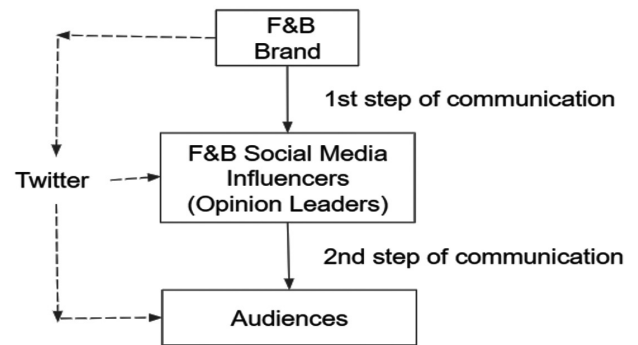 F&B
Brand
1st step of communication
F&B Social Media
Influencers
(Opinion Leaders)
Twitter
2nd step of communication
Audiences